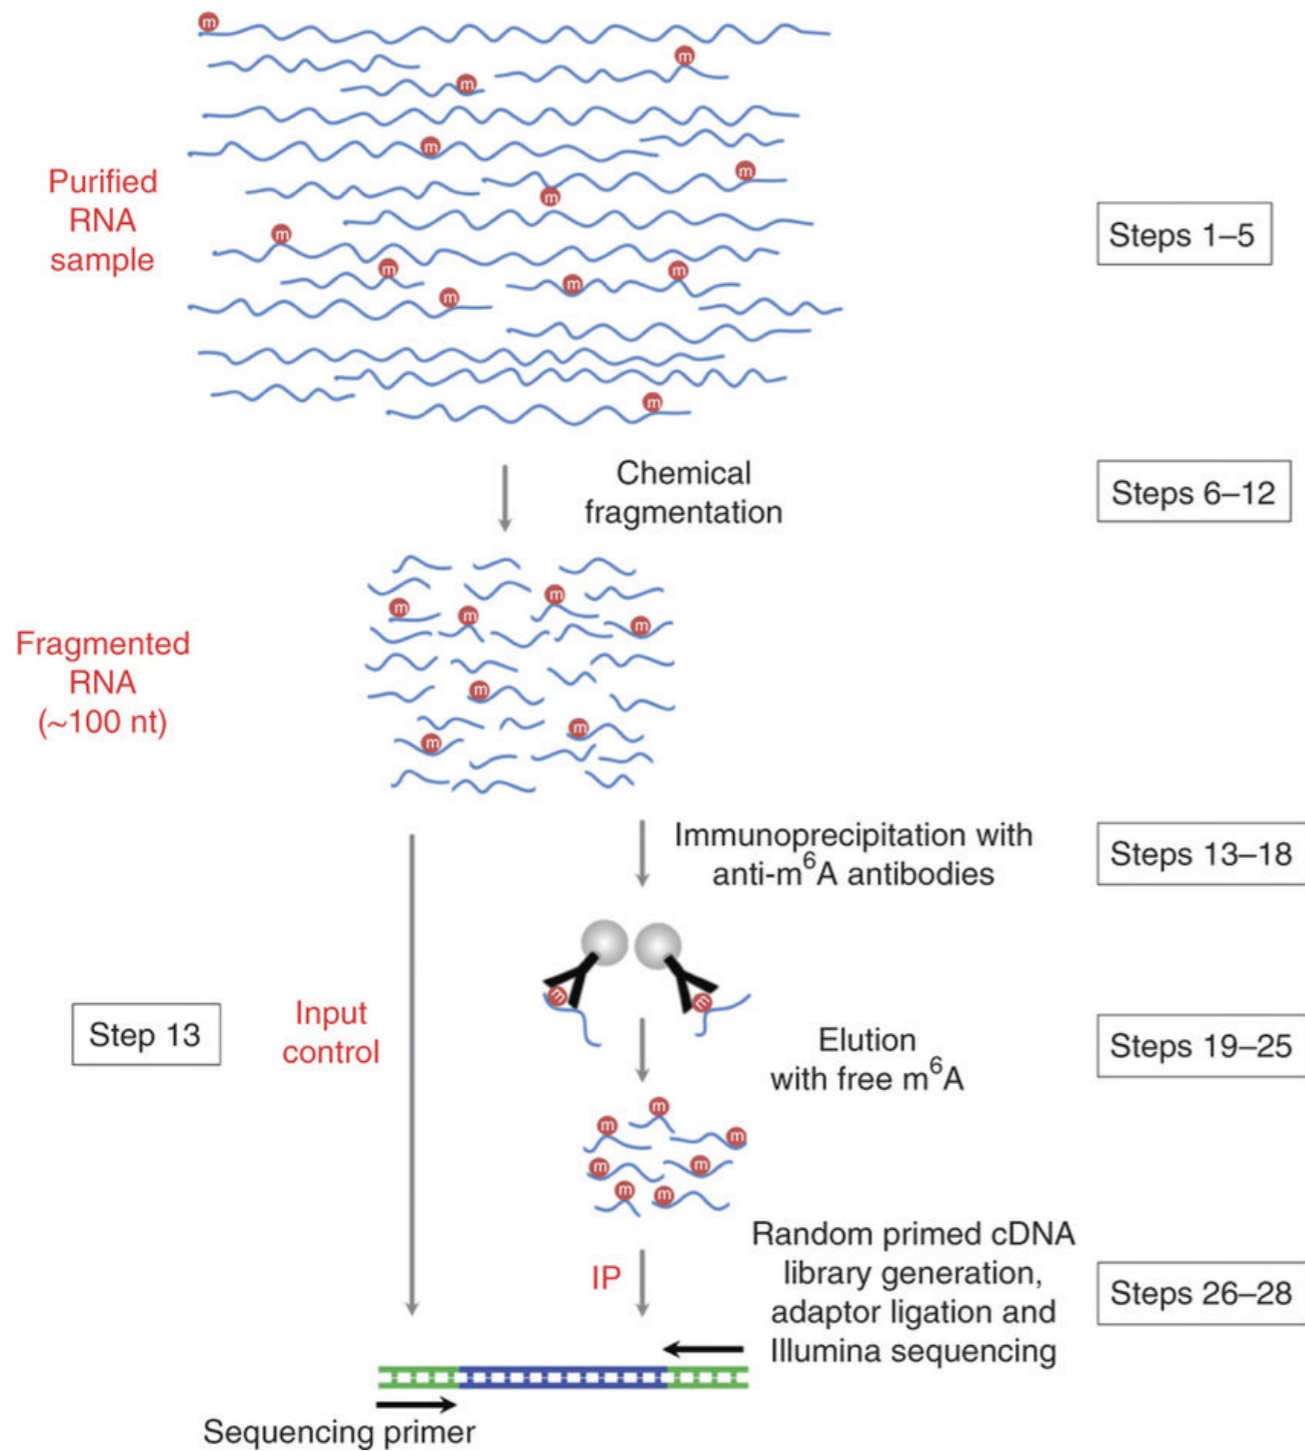 m
m
m
m
m
m
Purified
RNA
sample
m
m
m
m
m
m
m
Steps 1–5
Chemical
fragmentation
Steps 6–12
m
m
m
m
Fragmented
RNA
(~100 nt)
m
m
m
Immunoprecipitation with
anti-m⁶A antibodies
Steps 13–18
m
m
Step 13
Input
control
Elution
with free m⁶A
Steps 19–25
m
m
m
m
m
m
m
IP
Random primed cDNA
library generation,
adaptor ligation and
Illumina sequencing
Steps 26–28
Sequencing primer